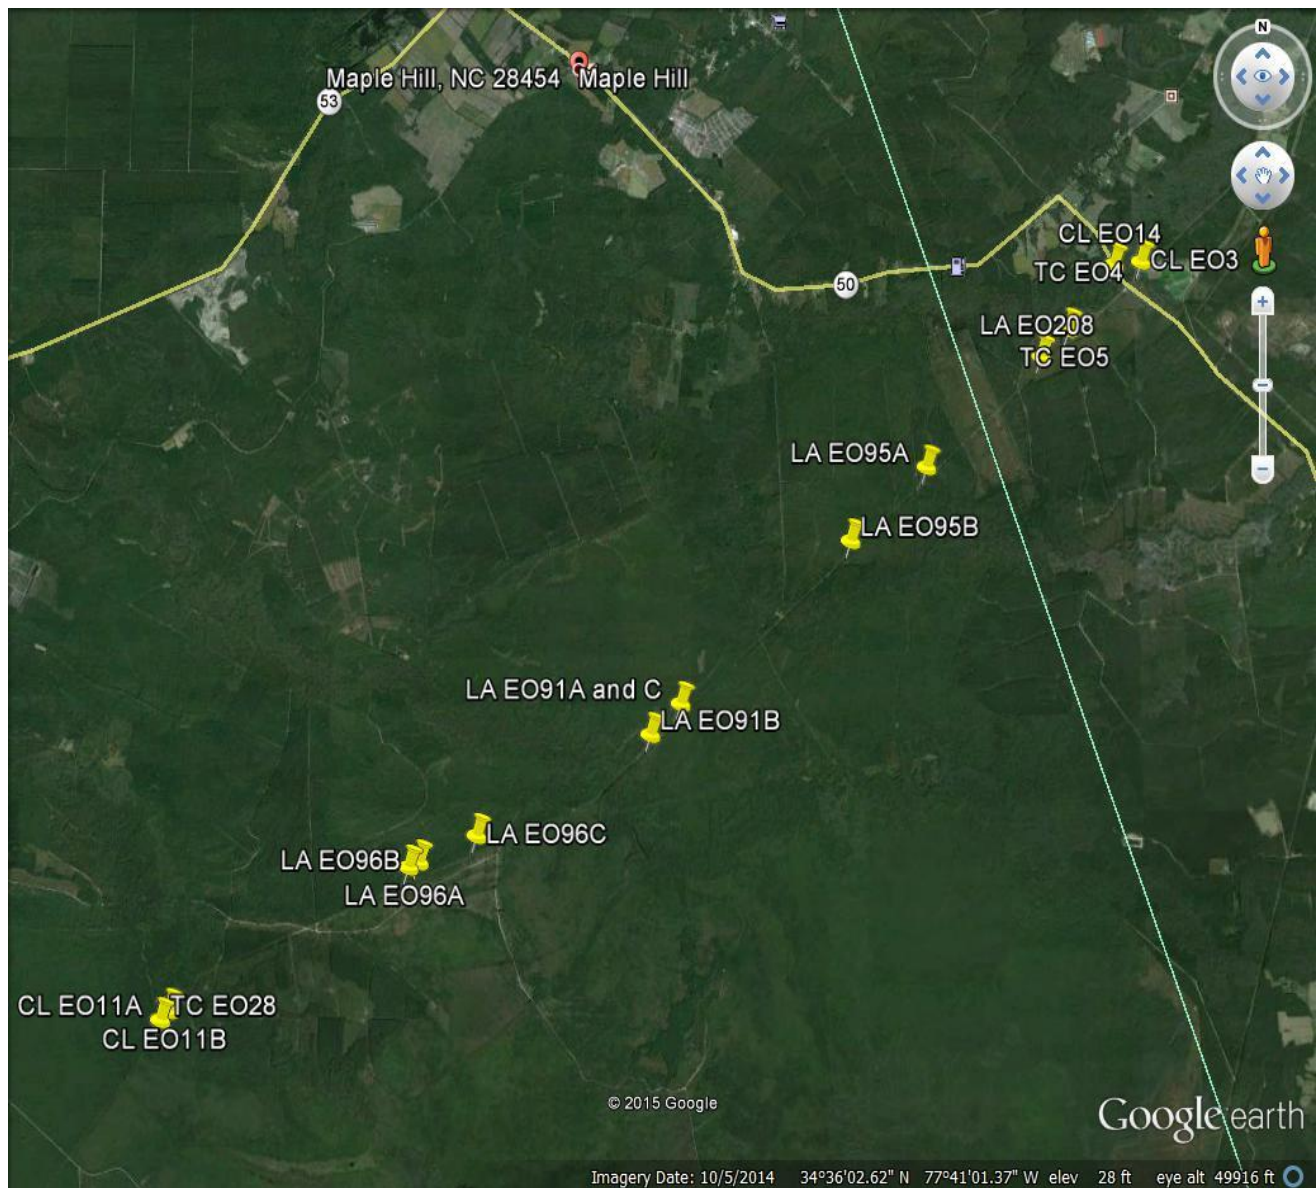 N
Maple Hill, NC 28454 Maple Hill
53
CL EO14
CL EO3
TC EO4
50
LA EO208
TC EO5
LA EO95A
LA EO95B
LA EO91A and C
LA EO91B
LA EO96C
LA EO96B
LA EO96A
CL EO11A TC EO28
CL EO11B
© 2015 Google
Google earth
Imagery Date: 10/5/2014 34°36'02.62" N 77°41'01.37" W elev 28 ft eye alt 49916 ft